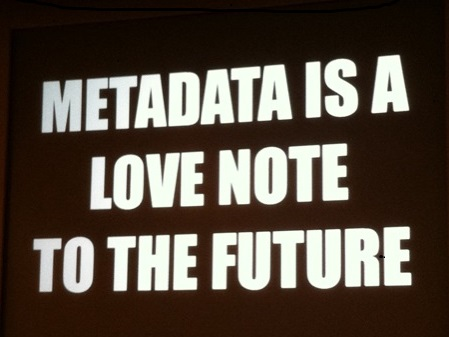 METADATA IS A
LOVE NOTE
TO THE FUTURE